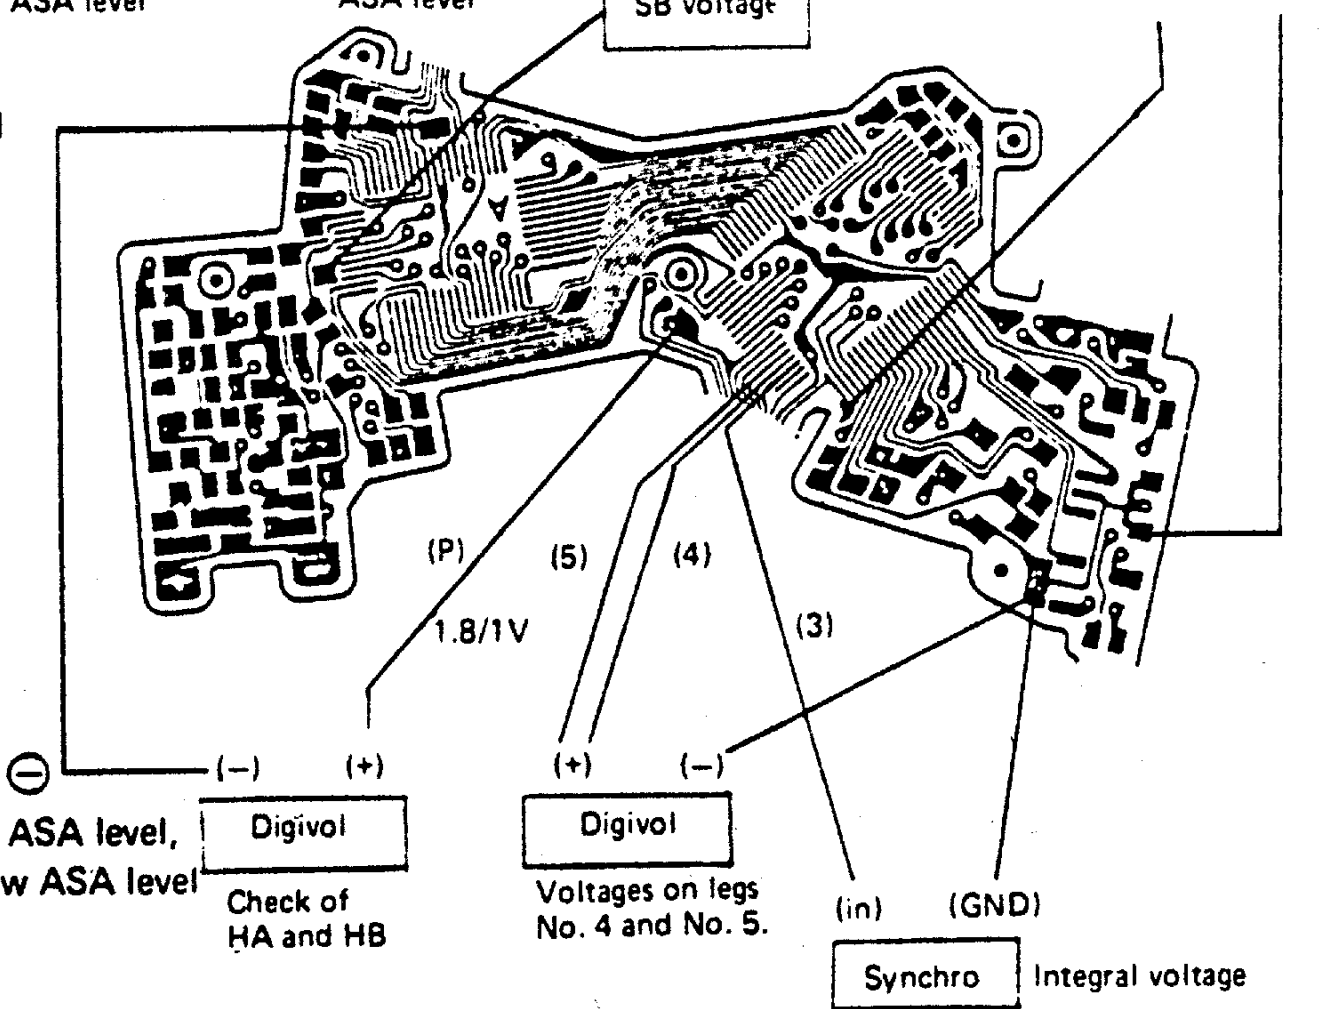 ASA level
ASA level
SB voltage
A
(P)
(5)
(4)
1.8/1V
(3)
(−)
(+)
(+)
(−)
⊖
ASA level,
w ASA level
Digivol
Digivol
Check of
HA and HB
Voltages on legs
No. 4 and No. 5.
(in)
(GND)
Synchro
Integral voltage